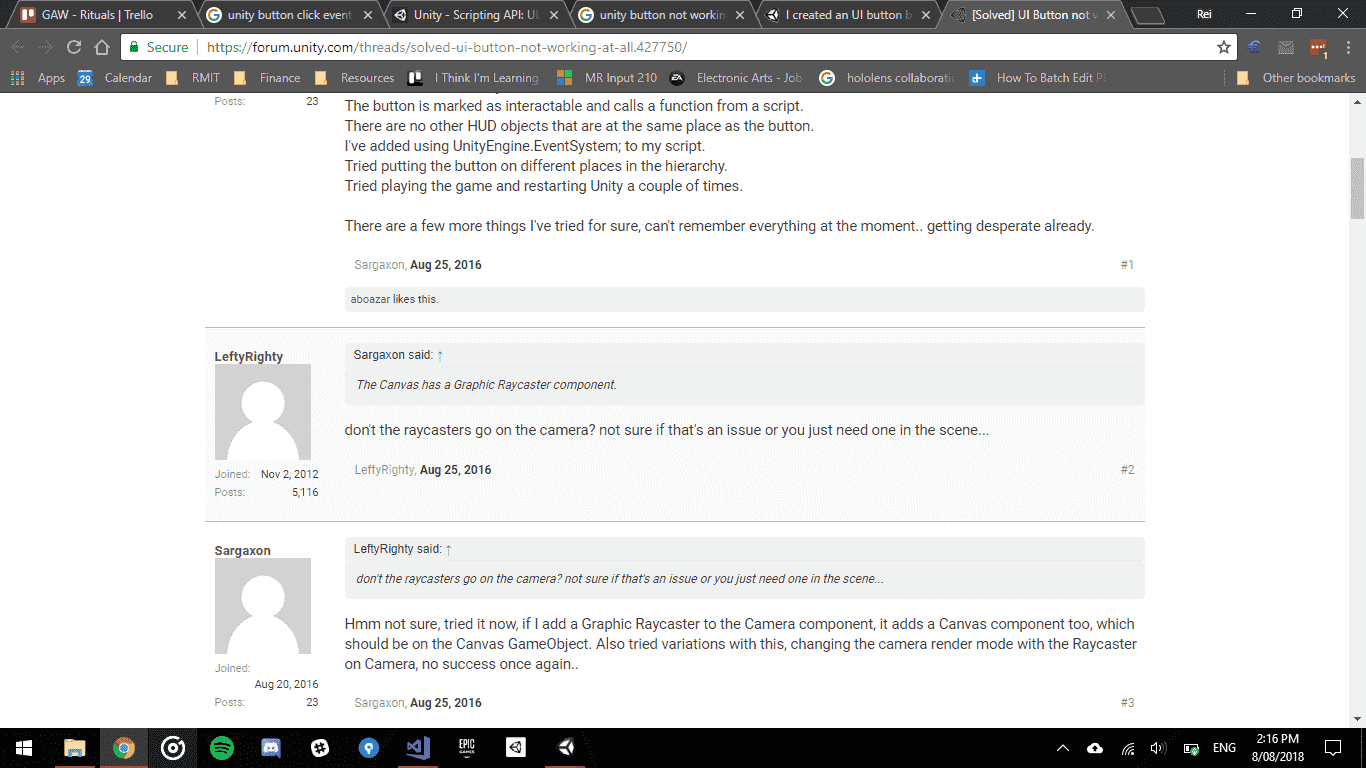 GAW - Rituals | Trello
unity button click event
Unity - Scripting API: UI.
unity button not workin
I created an UI button b
[Solved] UI Button not w
Rei
Secure
https://forum.unity.com/threads/solved-ui-button-not-working-at-all.427750/
Apps
29
Calendar
RMIT
Finance
Resources
I Think I'm Learning
MR Input 210
Electronic Arts - Job
hololens collaboratio
How To Batch Edit P
Other bookmarks
Posts: 23
The button is marked as interactable and calls a function from a script.
There are no other HUD objects that are at the same place as the button.
I've added using UnityEngine.EventSystem; to my script.
Tried putting the button on different places in the hierarchy.
Tried playing the game and restarting Unity a couple of times.
There are a few more things I've tried for sure, can't remember everything at the moment.. getting desperate already.
Sargaxon, Aug 25, 2016 #1
aboazar likes this.
LeftyRighty
Joined: Nov 2, 2012
Posts: 5,116
Sargaxon said: ↑
The Canvas has a Graphic Raycaster component.
don't the raycasters go on the camera? not sure if that's an issue or you just need one in the scene...
LeftyRighty, Aug 25, 2016 #2
Sargaxon
Joined:
Aug 20, 2016
Posts: 23
LeftyRighty said: ↑
don't the raycasters go on the camera? not sure if that's an issue or you just need one in the scene...
Hmm not sure, tried it now, if I add a Graphic Raycaster to the Camera component, it adds a Canvas component too, which
should be on the Canvas GameObject. Also tried variations with this, changing the camera render mode with the Raycaster
on Camera, no success once again..
Sargaxon, Aug 25, 2016 #3
EPIC
GAMES
ENG
2:16 PM
8/08/2018